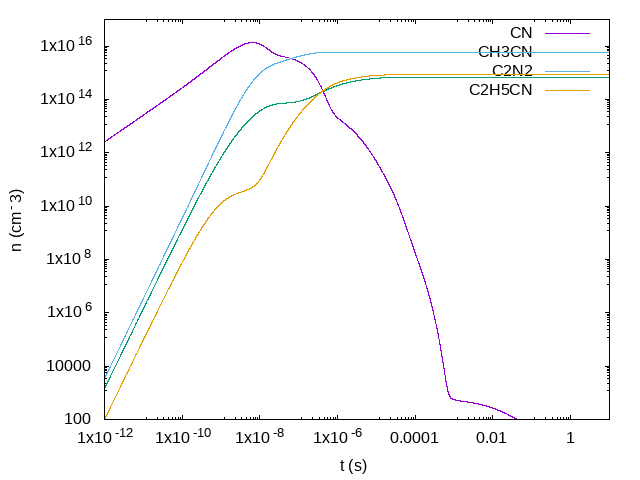 1x10^16
1x10^14
1x10^12
1x10^10
1x10^8
1x10^6
10000
100
n (cm^-3)
CN
CH3CN
C2N2
C2H5CN
1x10^-12 1x10^-10 1x10^-8 1x10^-6 0.0001 0.01 1
t (s)